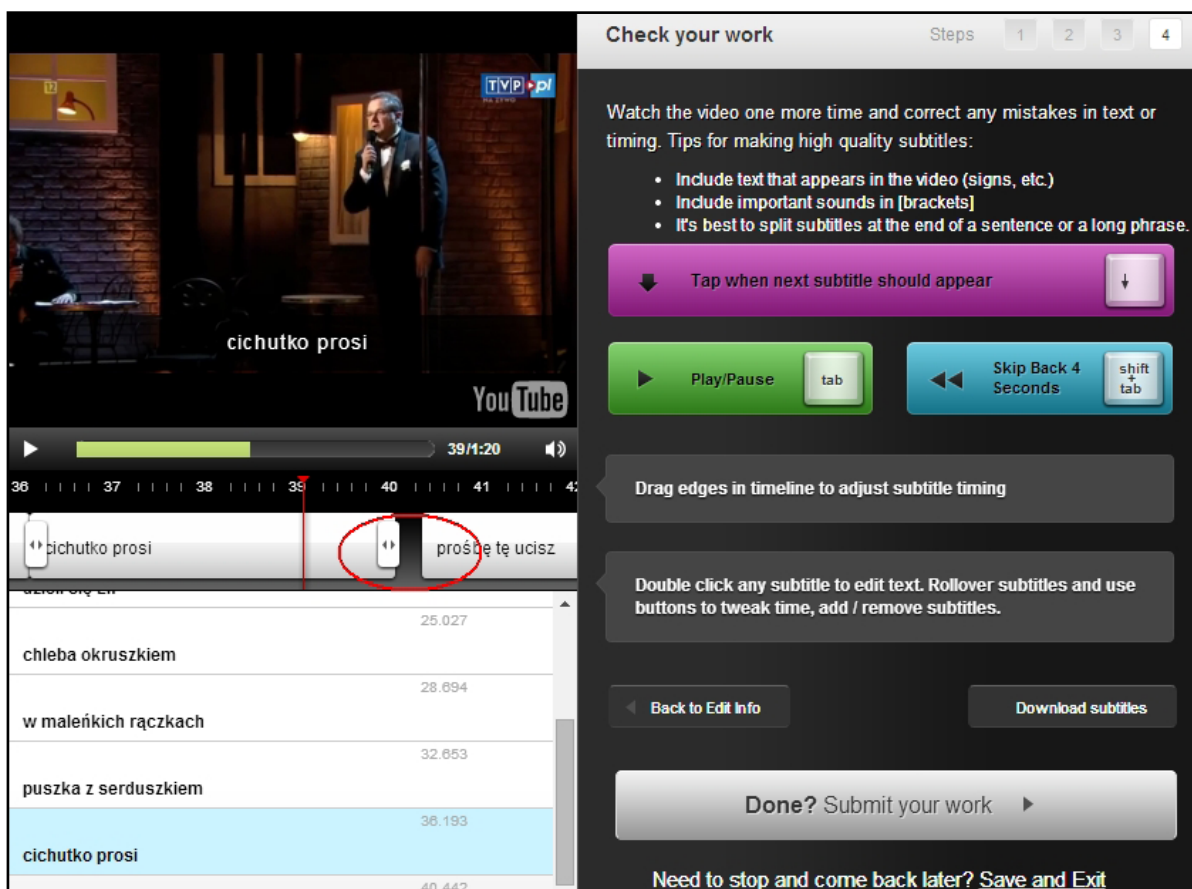 12
TVP pl
NA ŻYWO
cichutko prosi
YouTube
39/1:20
36 37 38 39 40 41 42
cichutko prosi
prośbę tę ucisz
25.027
chleba okruszkiem
28.694
w maleńkich rączkach
32.653
puszka z serduszkiem
36.193
cichutko prosi
40.442
Check your work
Steps 1 2 3 4
Watch the video one more time and correct any mistakes in text or
timing. Tips for making high quality subtitles:
• Include text that appears in the video (signs, etc.)
• Include important sounds in [brackets]
• It's best to split subtitles at the end of a sentence or a long phrase.
Tap when next subtitle should appear
Play/Pause
tab
Skip Back 4
Seconds
shift
+
tab
Drag edges in timeline to adjust subtitle timing
Double click any subtitle to edit text. Rollover subtitles and use
buttons to tweak time, add / remove subtitles.
Back to Edit Info
Download subtitles
Done? Submit your work
Need to stop and come back later? Save and Exit